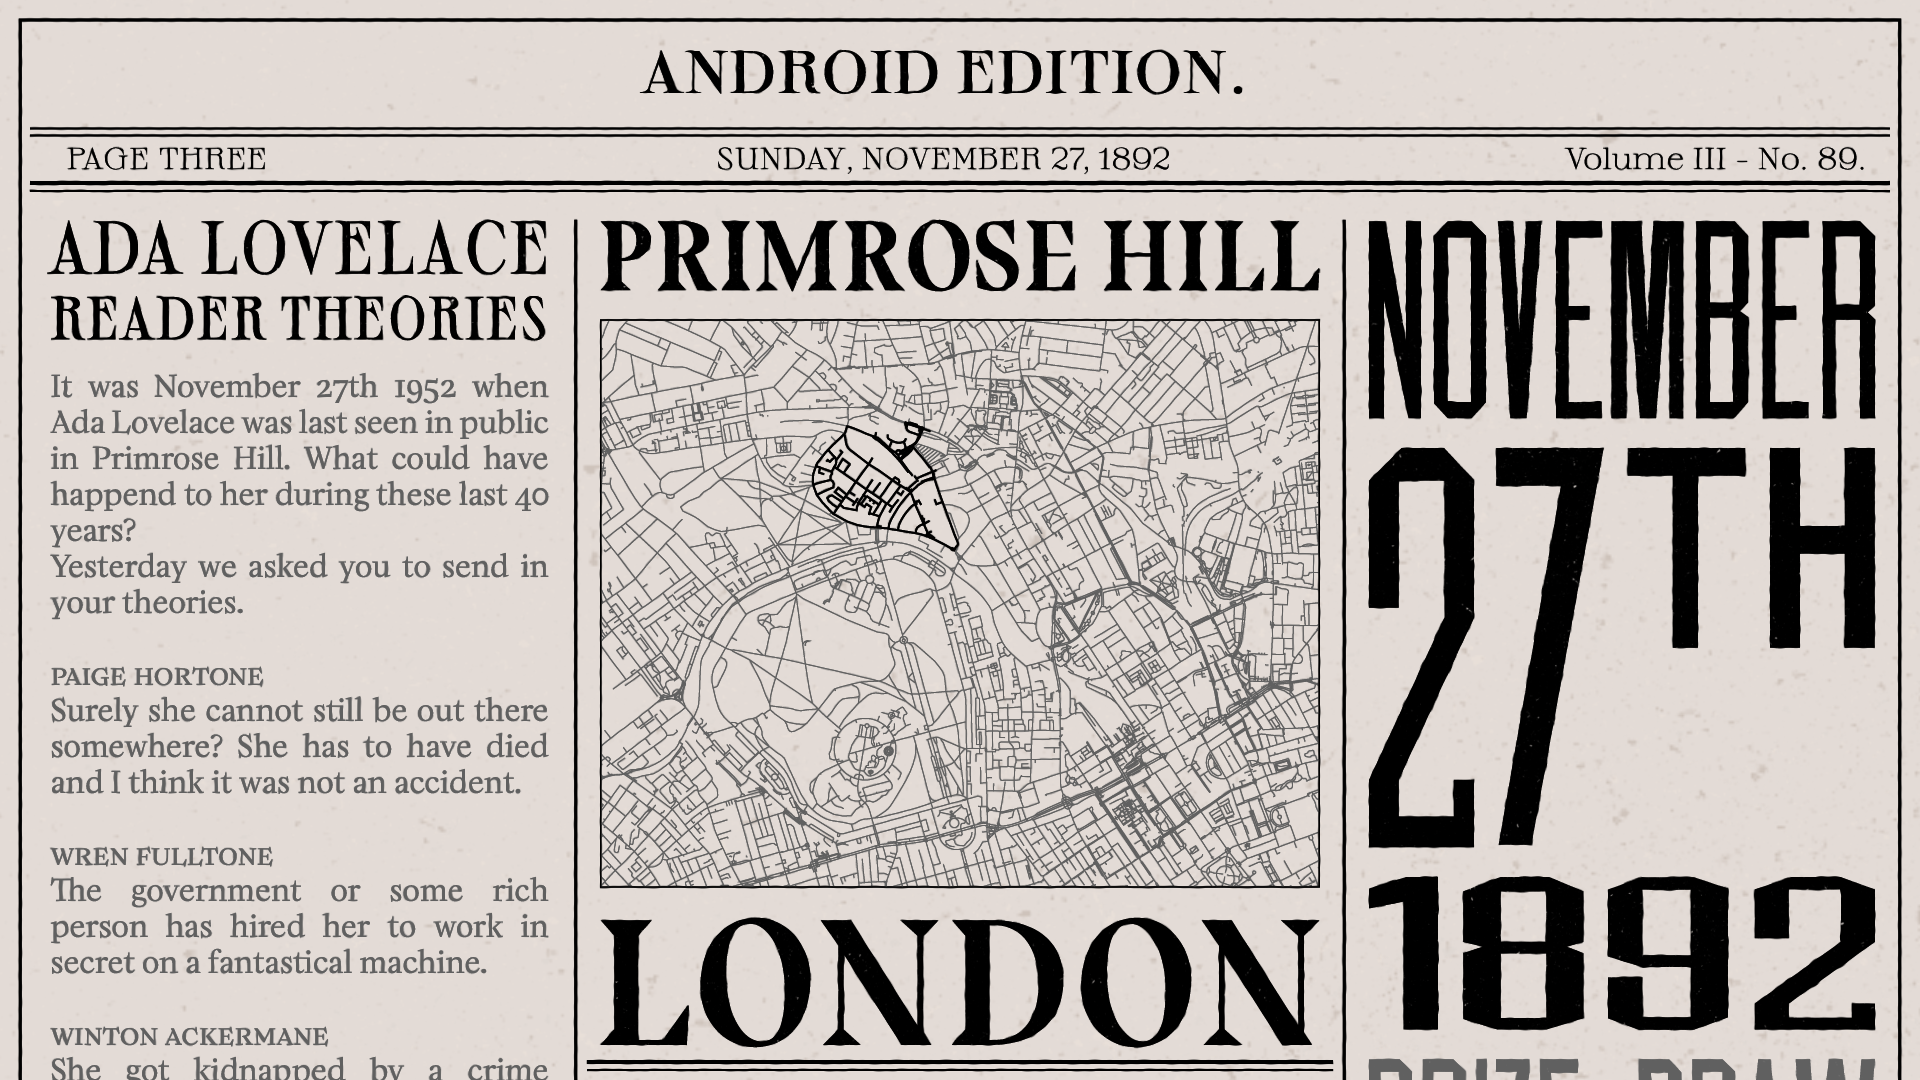 ANDROID EDITION.
PAGE THREE
SUNDAY, NOVEMBER 27, 1892
Volume III - No. 89.
ADA LOVELACE
READER THEORIES
It was November 27th 1952 when
Ada Lovelace was last seen in public
in Primrose Hill. What could have
happend to her during these last 40
years?
Yesterday we asked you to send in
your theories.
PAIGE HORTONE
Surely she cannot still be out there
somewhere? She has to have died
and I think it was not an accident.
WREN FULLTONE
The government or some rich
person has hired her to work in
secret on a fantastical machine.
WINTON ACKERMANE
She got kidnapped by a crime
PRIMROSE HILL
LONDON
NOVEMBER
27TH
1892
PRIZE DRAW